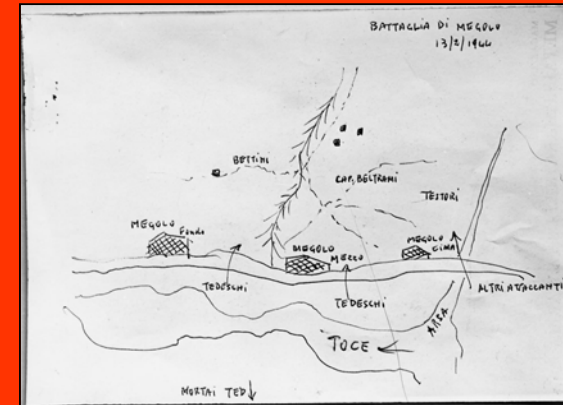 BATTAGLIA DI MEGOLO
13/2/1944
BETTINI
CAP. BELTRAMI
TESTORI
MEGOLO
Fondo
MEGOLO
MEZZO
MEGOLO
CIMA
TEDESCHI
TEDESCHI
ALTRI ATTACCANTI
TOCE
MORTAI TED